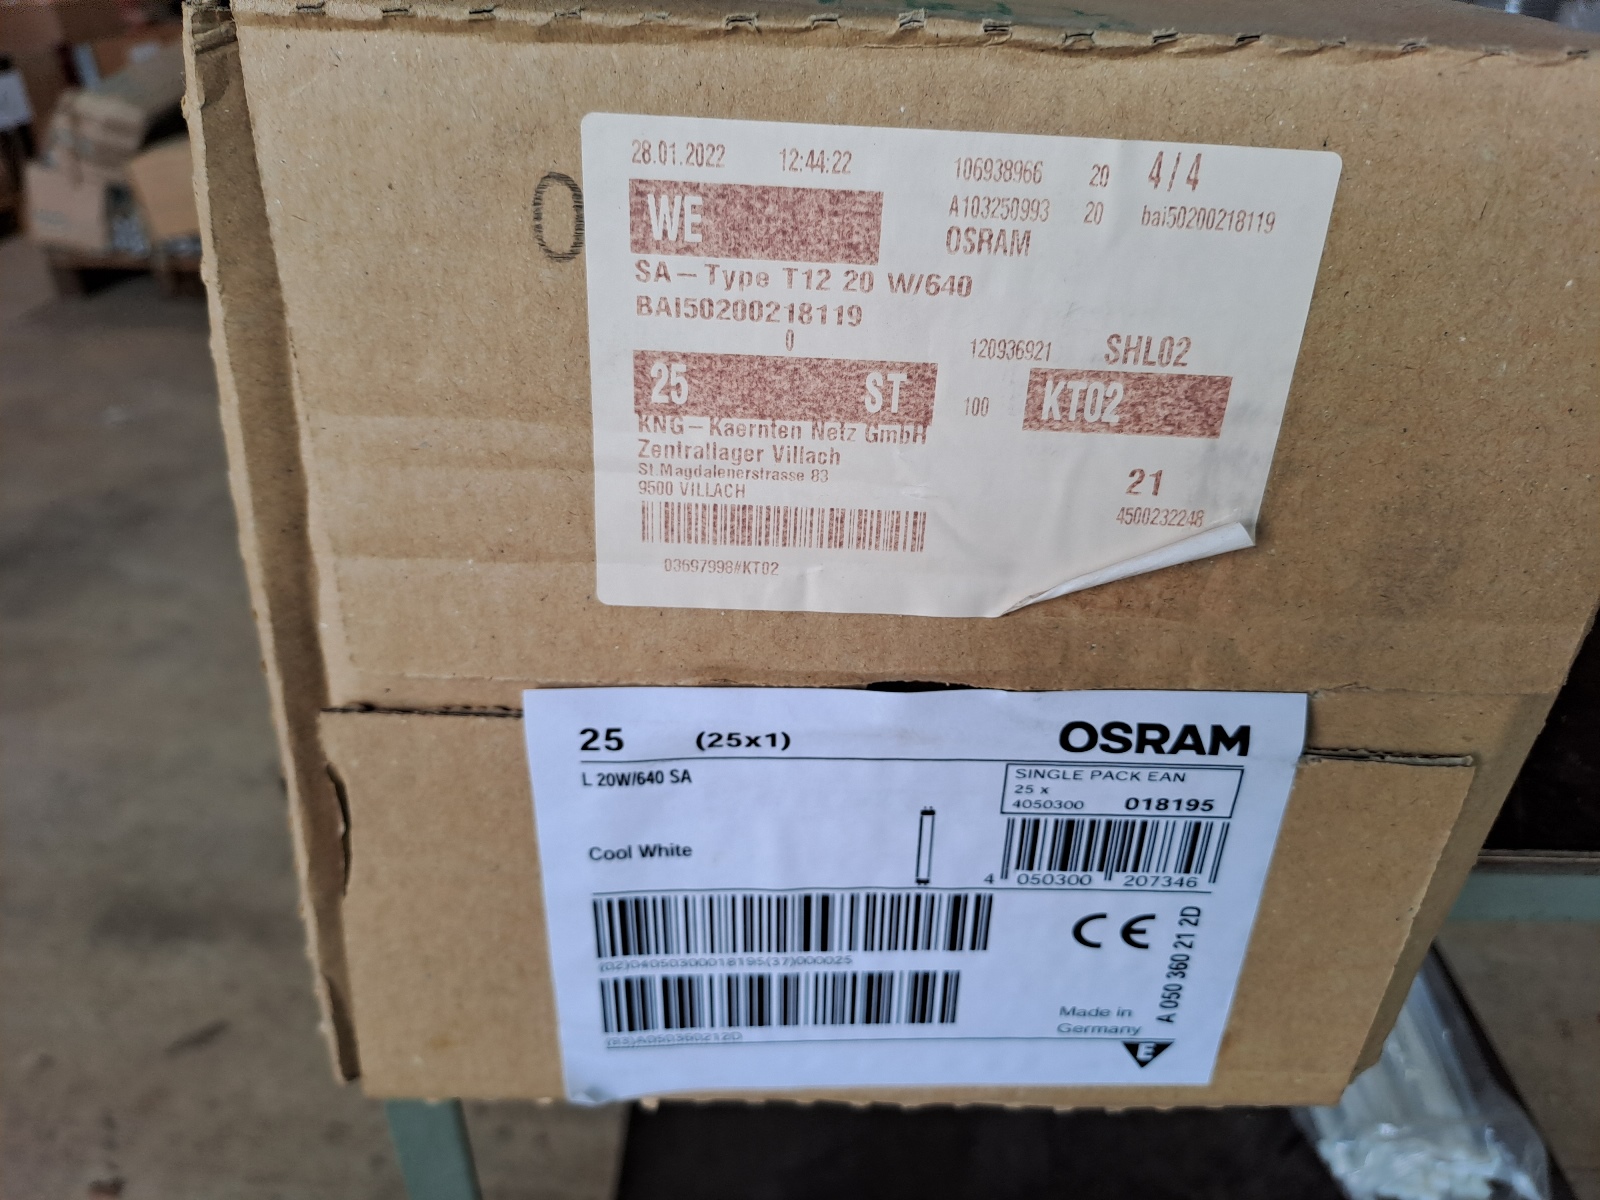 28.01.2022 12:44:22 106938966 20 4/4
WE A103250993 20 bai50200218119
OSRAM
SA-Type T12 20 W/640
BAI50200218119
0
120936921 SHL02
25 ST 100 KT02
KNG-Kaernten Netz GmbH
Zentrallager Villach
St.Magdalenerstrasse 83
9500 VILLACH
21
4500232248
03697998#KT02
25 (25x1) OSRAM
L 20W/640 SA
SINGLE PACK EAN
25 x
4050300 018195
Cool White
4 050300 207346
(02)04050300018195(37)000025
CE
A 050 360 21 2D
Made in
Germany
E